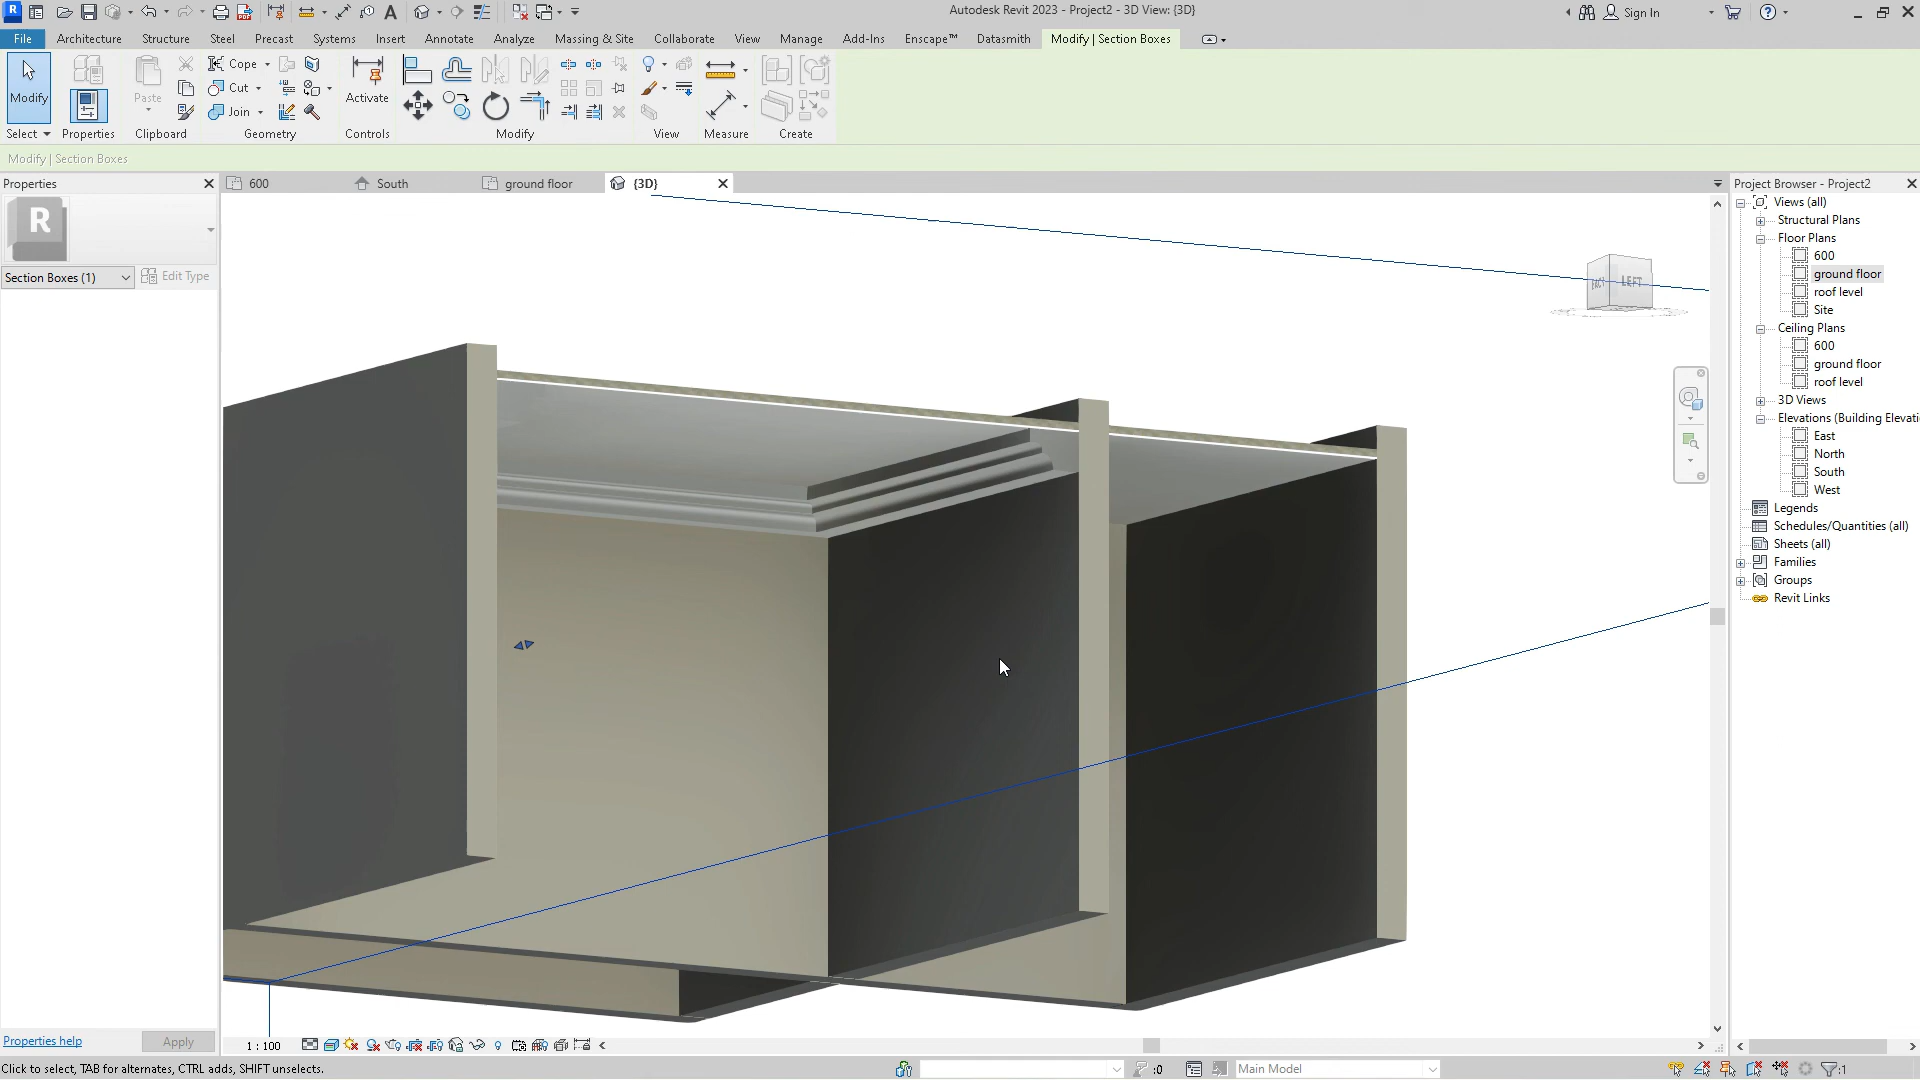 Autodesk Revit 2023 - Project2 - 3D View: {3D}
Sign In
File Architecture Structure Steel Precast Systems Insert Annotate Analyze Massing & Site Collaborate View Manage Add-Ins Enscape™ Datasmith Modify | Section Boxes
Modify
Paste
Cope
Cut
Join
Activate
Select Properties Clipboard Geometry Controls Modify View Measure Create
Modify | Section Boxes
Properties
600
South
ground floor
{3D}
Project Browser - Project2
R
Section Boxes (1)
Edit Type
LEFT
Views (all)
Structural Plans
Floor Plans
600
ground floor
roof level
Site
Ceiling Plans
600
ground floor
roof level
3D Views
Elevations (Building Elevati
East
North
South
West
Legends
Schedules/Quantities (all)
Sheets (all)
Families
Groups
Revit Links
Properties help
Apply
1 : 100
Click to select, TAB for alternates, CTRL adds, SHIFT unselects.
:0
Main Model
:1